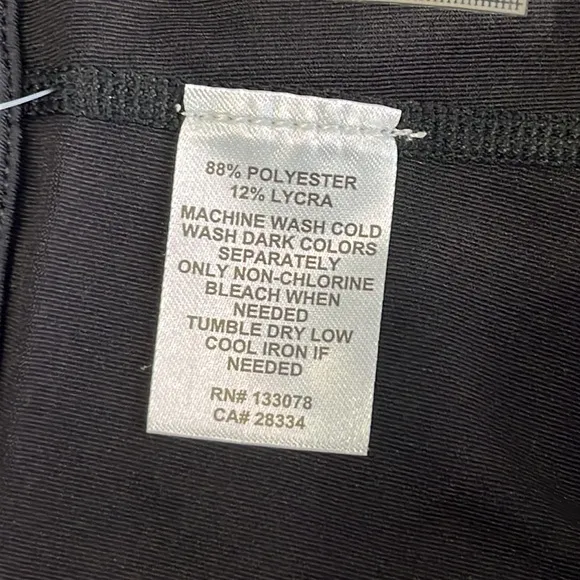 88% POLYESTER
12% LYCRA
MACHINE WASH COLD
WASH DARK COLORS
SEPARATELY
ONLY NON-CHLORINE
BLEACH WHEN
NEEDED
TUMBLE DRY LOW
COOL IRON IF
NEEDED
RN# 133078
CA# 28334